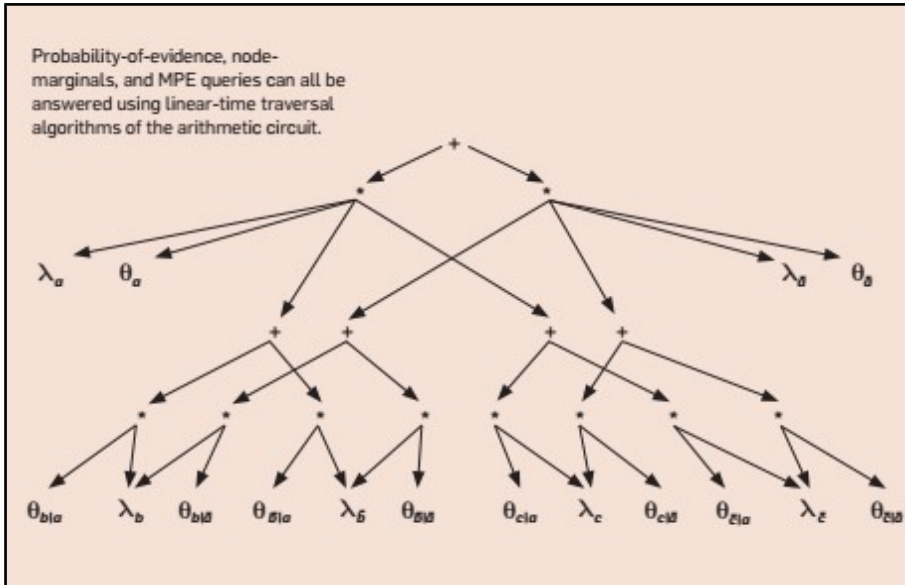 Probability-of-evidence, node-
marginals, and MPE queries can all be
answered using linear-time traversal
algorithms of the arithmetic circuit.
+
* *
λa θa λā θā
+ + + +
* * * * * * * *
θb|a λb θb|ā θb̄|a λb̄ θb̄|ā θc|a λc θc|ā θc̄|a λc̄ θc̄|ā